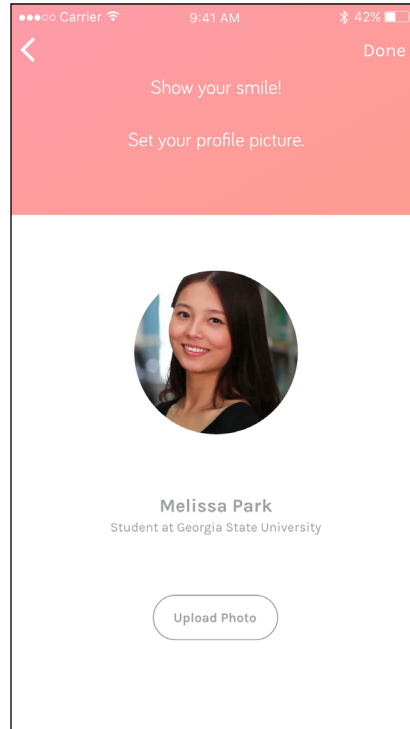 Carrier 9:41 AM 42%
Done
Show your smile!
Set your profile picture.
Melissa Park
Student at Georgia State University
Upload Photo